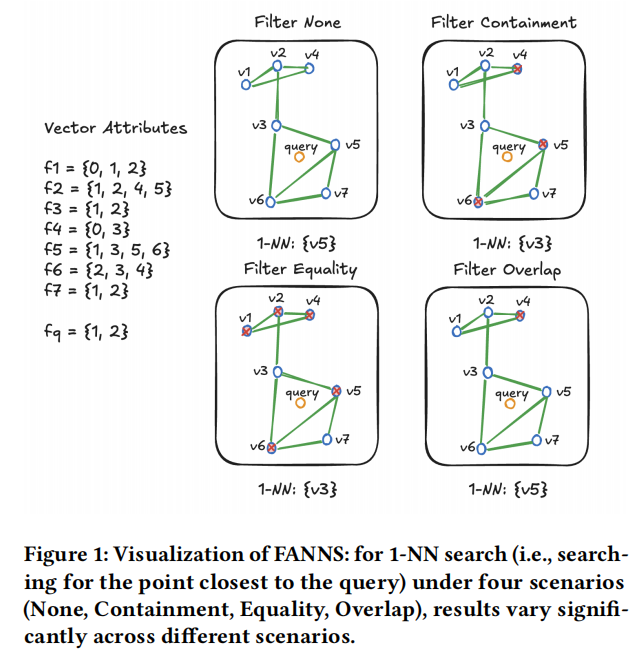 Filter None
Filter Containment
v2
v4
v1
v3
query
v5
v6
v7
v2
v4
v1
v3
query
v5
v6
v7
Vector Attributes
f1 = {0, 1, 2}
f2 = {1, 2, 4, 5}
f3 = {1, 2}
f4 = {0, 3}
f5 = {1, 3, 5, 6}
f6 = {2, 3, 4}
f7 = {1, 2}
fq = {1, 2}
1-NN: {v5}
1-NN: {v3}
Filter Equality
Filter Overlap
v2
v4
v1
v3
query
v5
v6
v7
v2
v4
v1
v3
query
v5
v6
v7
1-NN: {v3}
1-NN: {v5}
Figure 1: Visualization of FANNS: for 1-NN search (i.e., search-
ing for the point closest to the query) under four scenarios
(None, Containment, Equality, Overlap), results vary signifi-
cantly across different scenarios.